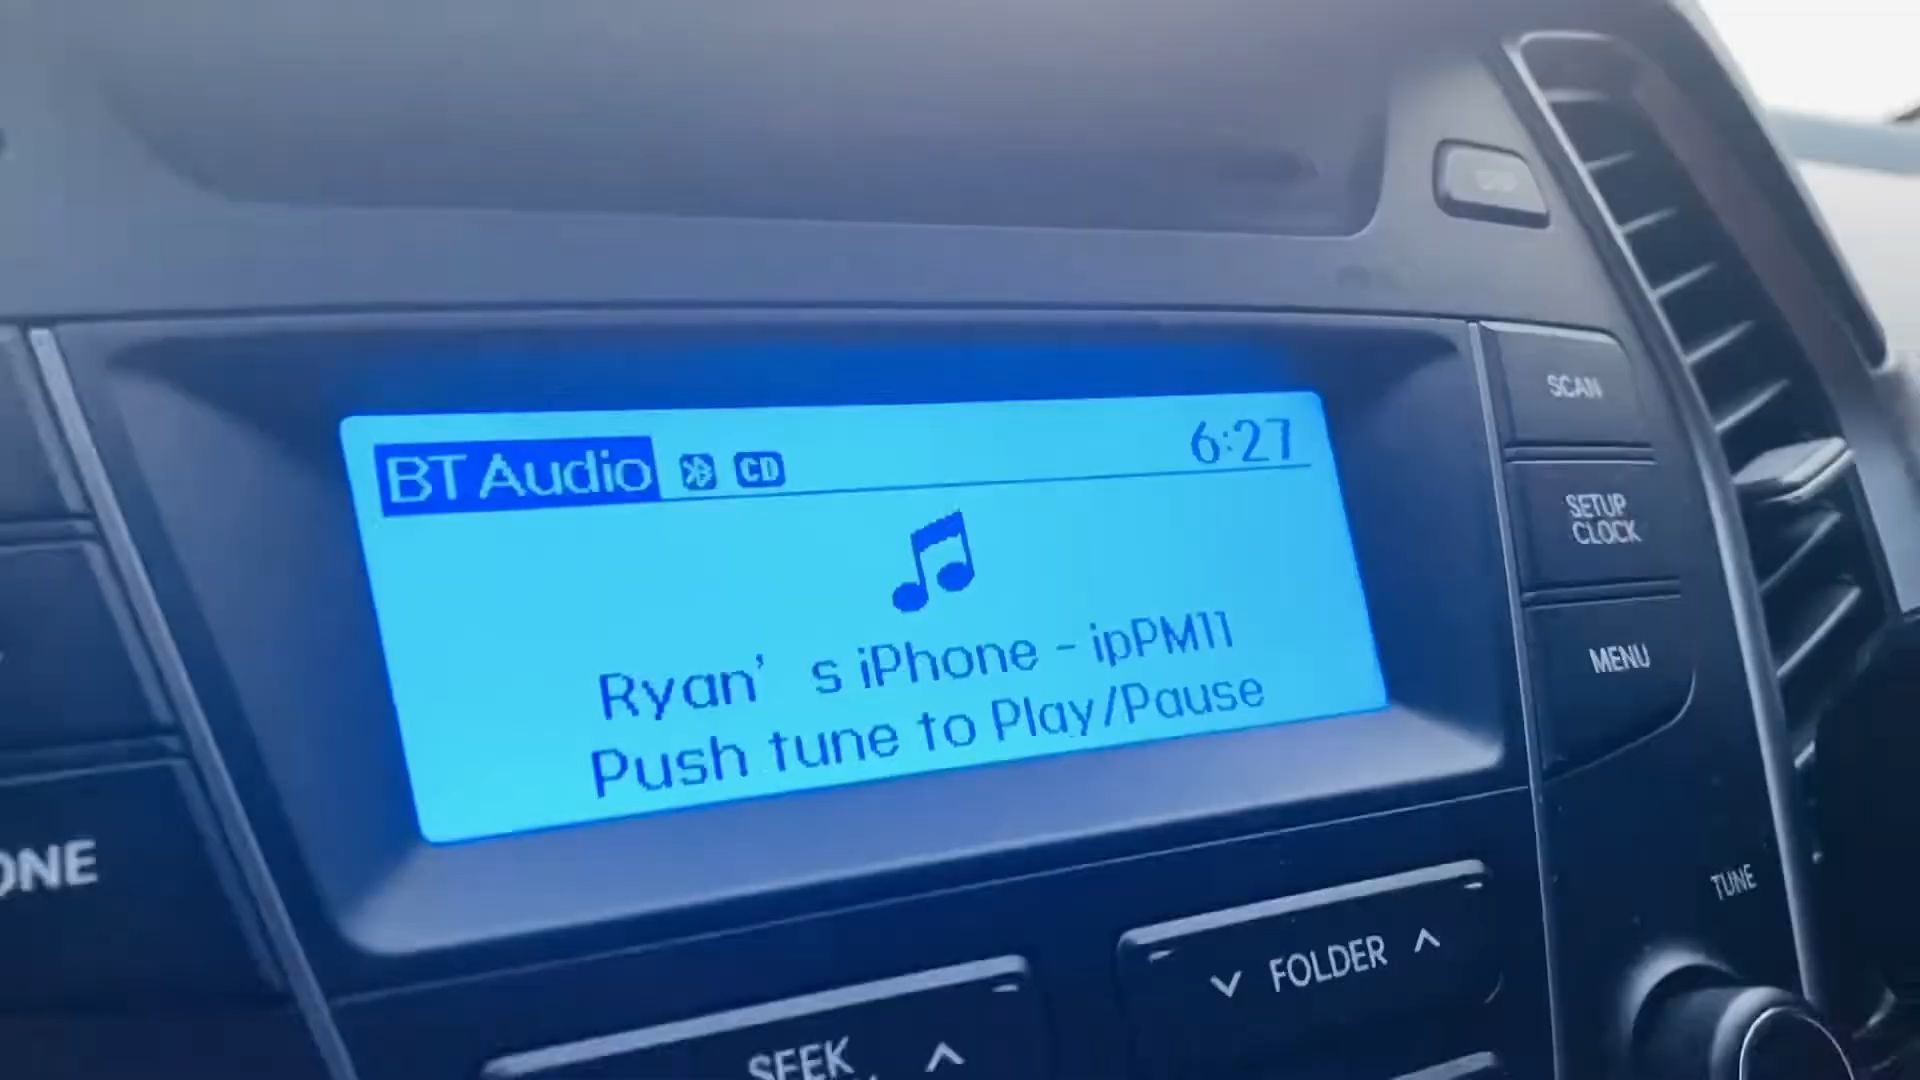 BT Audio CD 6:27
Ryan's iPhone - ipPM11
Push tune to Play/Pause
SCAN
SETUP
CLOCK
MENU
TUNE
FOLDER
SEEK